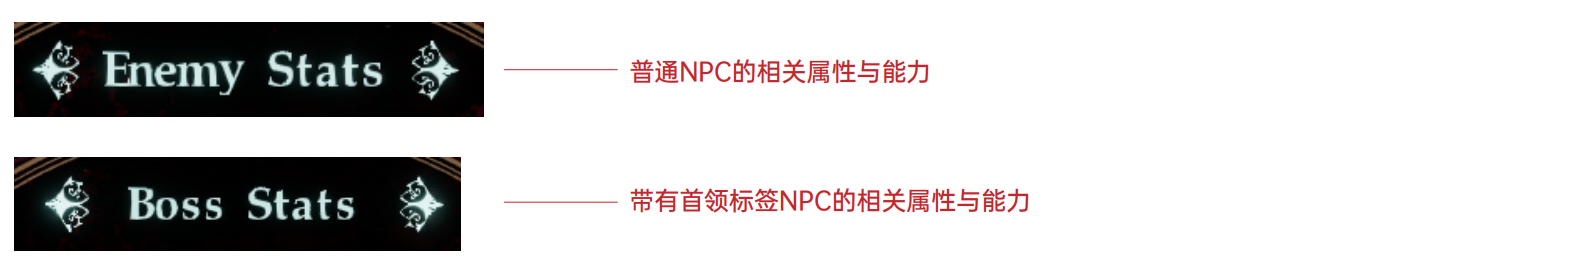 Enemy Stats
普通NPC的相关属性与能力
Boss Stats
带有首领标签NPC的相关属性与能力